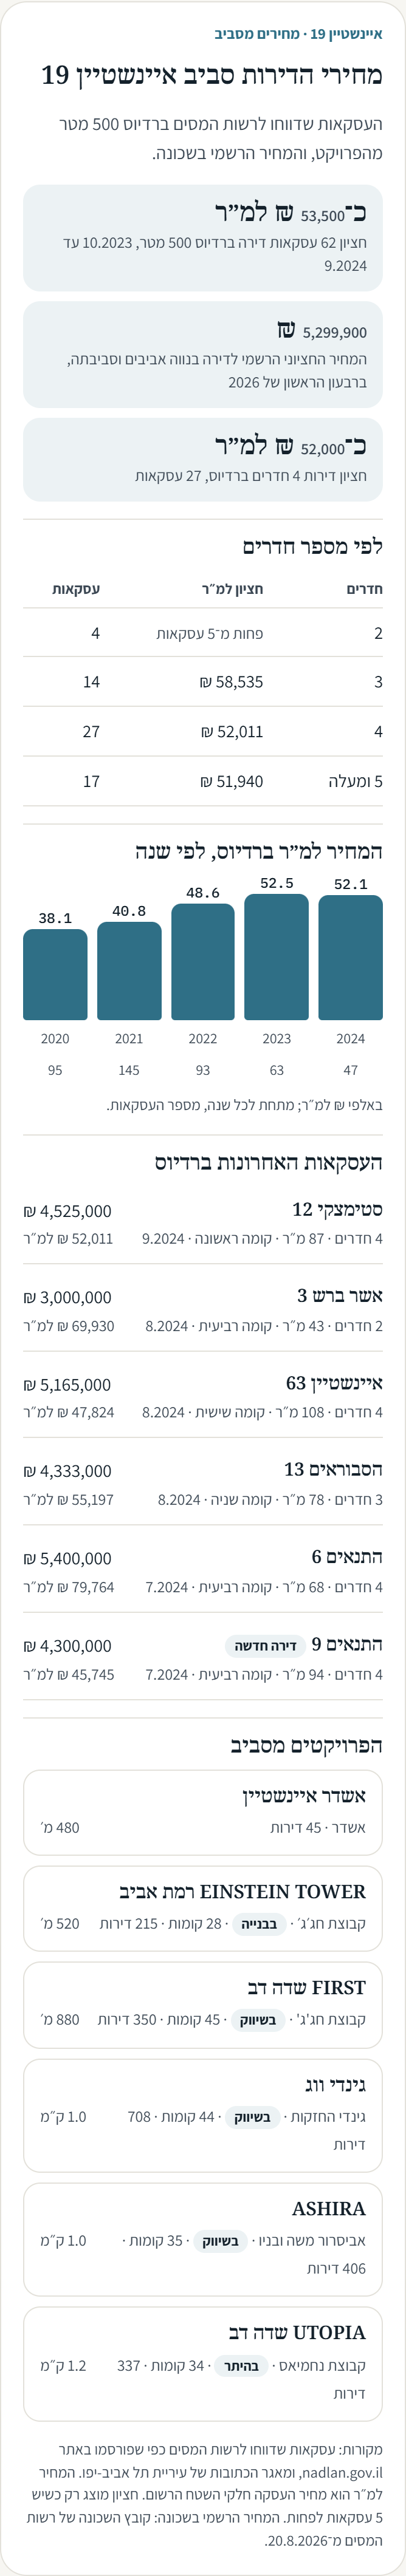 איינשטיין 19 · מחירים מסביב
מחירי הדירות סביב איינשטיין 19
העסקאות שדווחו לרשות המסים ברדיוס 500 מטר
מהפרויקט, והמחיר הרשמי בשכונה.
כ־53,500 ₪ למ״ר
חציון 62 עסקאות דירה ברדיוס 500 מטר, 10.2023 עד
9.2024
5,299,900 ₪
המחיר החציוני הרשמי לדירה בנווה אביבים וסביבתה,
ברבעון הראשון של 2026
כ־52,000 ₪ למ״ר
חציון דירות 4 חדרים ברדיוס, 27 עסקאות
לפי מספר חדרים
חדרים חציון למ״ר עסקאות
2 פחות מ־5 עסקאות 4
3 58,535 ₪ 14
4 52,011 ₪ 27
5 ומעלה 51,940 ₪ 17
המחיר למ״ר ברדיוס, לפי שנה
38.1 40.8 48.6 52.5 52.1
2020 2021 2022 2023 2024
95 145 93 63 47
באלפי ₪ למ״ר; מתחת לכל שנה, מספר העסקאות.
העסקאות האחרונות ברדיוס
סטימצקי 12 4,525,000 ₪
4 חדרים · 87 מ״ר · קומה ראשונה · 9.2024 52,011 ₪ למ״ר
אשר ברש 3 3,000,000 ₪
2 חדרים · 43 מ״ר · קומה רביעית · 8.2024 69,930 ₪ למ״ר
איינשטיין 63 5,165,000 ₪
4 חדרים · 108 מ״ר · קומה שישית · 8.2024 47,824 ₪ למ״ר
הסבוראים 13 4,333,000 ₪
3 חדרים · 78 מ״ר · קומה שניה · 8.2024 55,197 ₪ למ״ר
התנאים 6 5,400,000 ₪
4 חדרים · 68 מ״ר · קומה רביעית · 7.2024 79,764 ₪ למ״ר
התנאים 9 דירה חדשה 4,300,000 ₪
4 חדרים · 94 מ״ר · קומה רביעית · 7.2024 45,745 ₪ למ״ר
הפרויקטים מסביב
אשדר איינשטיין
אשדר · 45 דירות 480 מ׳
EINSTEIN TOWER רמת אביב
קבוצת חג׳ג׳ · בבנייה · 28 קומות · 215 דירות 520 מ׳
FIRST שדה דב
קבוצת חג'ג' · בשיווק · 45 קומות · 350 דירות 880 מ׳
גינדי ווג
גינדי החזקות · בשיווק · 44 קומות · 708 1.0 ק״מ
דירות
ASHIRA
אביסרור משה ובניו · בשיווק · 35 קומות · 1.0 ק״מ
406 דירות
UTOPIA שדה דב
קבוצת נחמיאס · בהיתר · 34 קומות · 337 1.2 ק״מ
דירות
מקורות: עסקאות שדווחו לרשות המסים כפי שפורסמו באתר
nadlan.gov.il, ומאגר הכתובות של עיריית תל אביב-יפו. המחיר
למ״ר הוא מחיר העסקה חלקי השטח הרשום. חציון מוצג רק כשיש
5 עסקאות לפחות. המחיר הרשמי בשכונה: קובץ השכונה של רשות
המסים מ־20.8.2026.